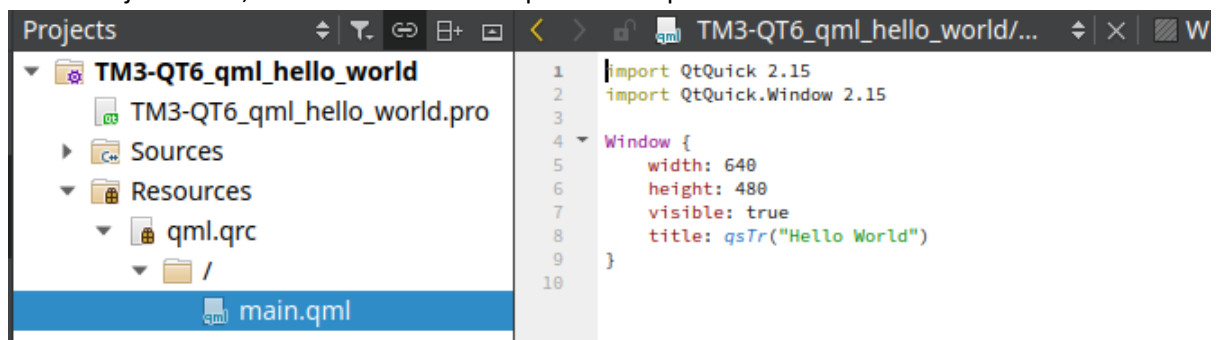 Projects
TM3-QT6_qml_hello_world/...
W
TM3-QT6_qml_hello_world
TM3-QT6_qml_hello_world.pro
Sources
Resources
qml.qrc
/
main.qml
1 import QtQuick 2.15
2 import QtQuick.Window 2.15
3
4 Window {
5     width: 640
6     height: 480
7     visible: true
8     title: qsTr("Hello World")
9 }
10